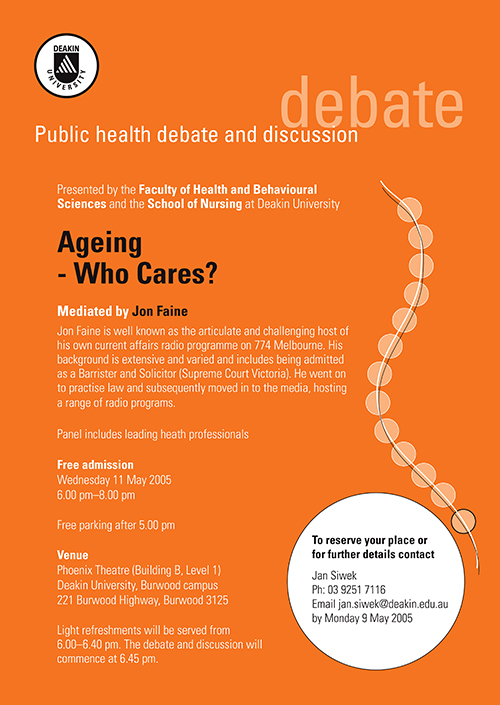 DEAKIN
UNIVERSITY
debate
Public health debate and discussion
Presented by the Faculty of Health and Behavioural
Sciences and the School of Nursing at Deakin University
Ageing
- Who Cares?
Mediated by Jon Faine
Jon Faine is well known as the articulate and challenging host of
his own current affairs radio programme on 774 Melbourne. His
background is extensive and varied and includes being admitted
as a Barrister and Solicitor (Supreme Court Victoria). He went on
to practise law and subsequently moved in to the media, hosting
a range of radio programs.
Panel includes leading heath professionals
Free admission
Wednesday 11 May 2005
6.00 pm–8.00 pm
Free parking after 5.00 pm
Venue
Phoenix Theatre (Building B, Level 1)
Deakin University, Burwood campus
221 Burwood Highway, Burwood 3125
Light refreshments will be served from
6.00–6.40 pm. The debate and discussion will
commence at 6.45 pm.
To reserve your place or
for further details contact
Jan Siwek
Ph: 03 9251 7116
Email jan.siwek@deakin.edu.au
by Monday 9 May 2005